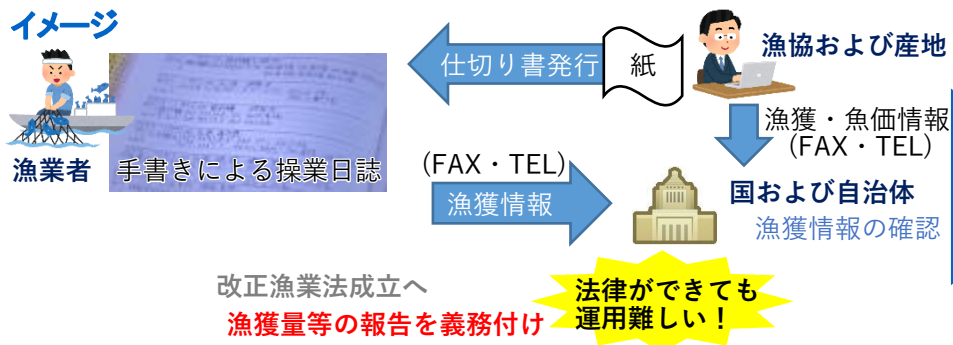 イメージ
仕切り書発行
紙
漁協および産地
漁業者
手書きによる操業日誌
漁獲・魚価情報
(FAX・TEL)
(FAX・TEL)
漁獲情報
国および自治体
漁獲情報の確認
改正漁業法成立へ
漁獲量等の報告を義務付け
法律ができても
運用難しい！